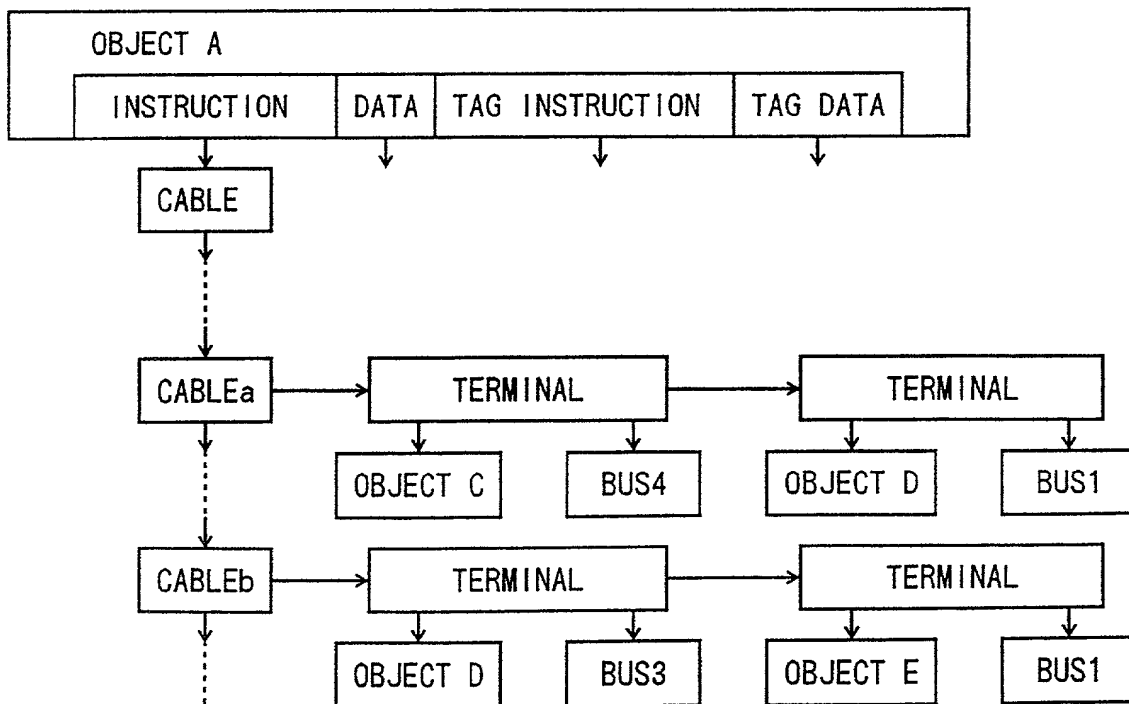 OBJECT A
INSTRUCTION DATA TAG INSTRUCTION TAG DATA
CABLE
CABLEa TERMINAL TERMINAL
OBJECT C BUS4 OBJECT D BUS1
CABLEb TERMINAL TERMINAL
OBJECT D BUS3 OBJECT E BUS1